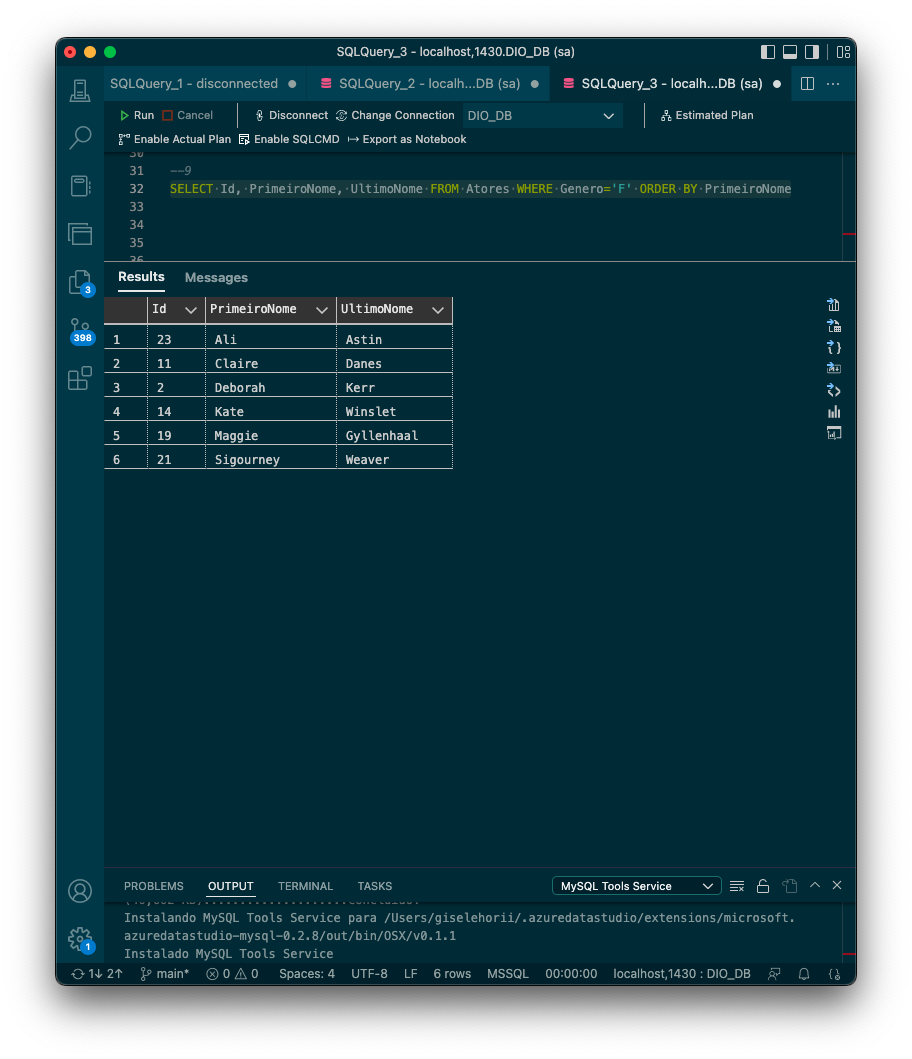 SQLQuery_3 - localhost,1430.DIO_DB (sa)
SQLQuery_1 - disconnected SQLQuery_2 - localh...DB (sa) SQLQuery_3 - localh...DB (sa)
Run Cancel Disconnect Change Connection DIO_DB Estimated Plan
Enable Actual Plan Enable SQLCMD Export as Notebook
30
31 --9
32 SELECT Id, PrimeiroNome, UltimoNome FROM Atores WHERE Genero='F' ORDER BY PrimeiroNome
33
34
35
36
3
398
Results Messages
Id PrimeiroNome UltimoNome
1 23 Ali Astin
2 11 Claire Danes
3 2 Deborah Kerr
4 14 Kate Winslet
5 19 Maggie Gyllenhaal
6 21 Sigourney Weaver
PROBLEMS OUTPUT TERMINAL TASKS MySQL Tools Service
Instalando MySQL Tools Service para /Users/giselehorii/.azuredatastudio/extensions/microsoft.
azuredatastudio-mysql-0.2.8/out/bin/OSX/v0.1.1
Instalado MySQL Tools Service
1
1↓ 2↑ main* 0 0 Spaces: 4 UTF-8 LF 6 rows MSSQL 00:00:00 localhost,1430 : DIO_DB